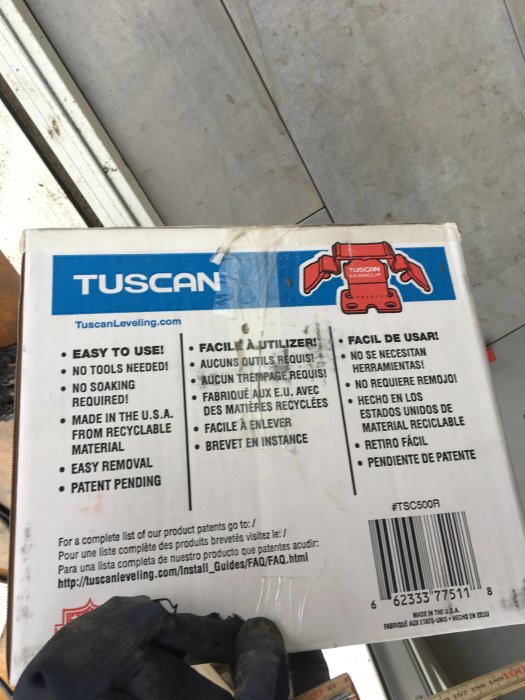 TUSCAN
TUSCAN
SEAMCLIP
TuscanLeveling.com
• EASY TO USE!
• NO TOOLS NEEDED!
• NO SOAKING
REQUIRED!
• MADE IN THE U.S.A.
FROM RECYCLABLE
MATERIAL
• EASY REMOVAL
• PATENT PENDING
• FACILE À UTILIZER!
• AUCUNS OUTILS REQUIS!
• AUCUN TREMPAGE REQUIS!
• FABRIQUÉ AUX E.U. AVEC
DES MATIÈRES RECYCLÉES
• FACILE À ENLEVER
• BREVET EN INSTANCE
• FACIL DE USAR!
• NO SE NECESITAN
HERRAMIENTAS!
• NO REQUIERE REMOJO!
• HECHO EN LOS
ESTADOS UNIDOS DE
MATERIAL RECICLABLE
• RETIRO FÁCIL
• PENDIENTE DE PATENTE
For a complete list of our product patents go to: /
Pour une liste complète des produits brevetés visitez le: /
Para una lista completa de nuestro producto que patentes acudir:
http://tuscanleveling.com/Install_Guides/FAQ/FAQ.html
#TSC500R
6 62333 77511 8
MADE IN THE U.S.A.
FABRIQUÉ AUX ETATS-UNIS • HECHO EN EEUU
157 158 159 190